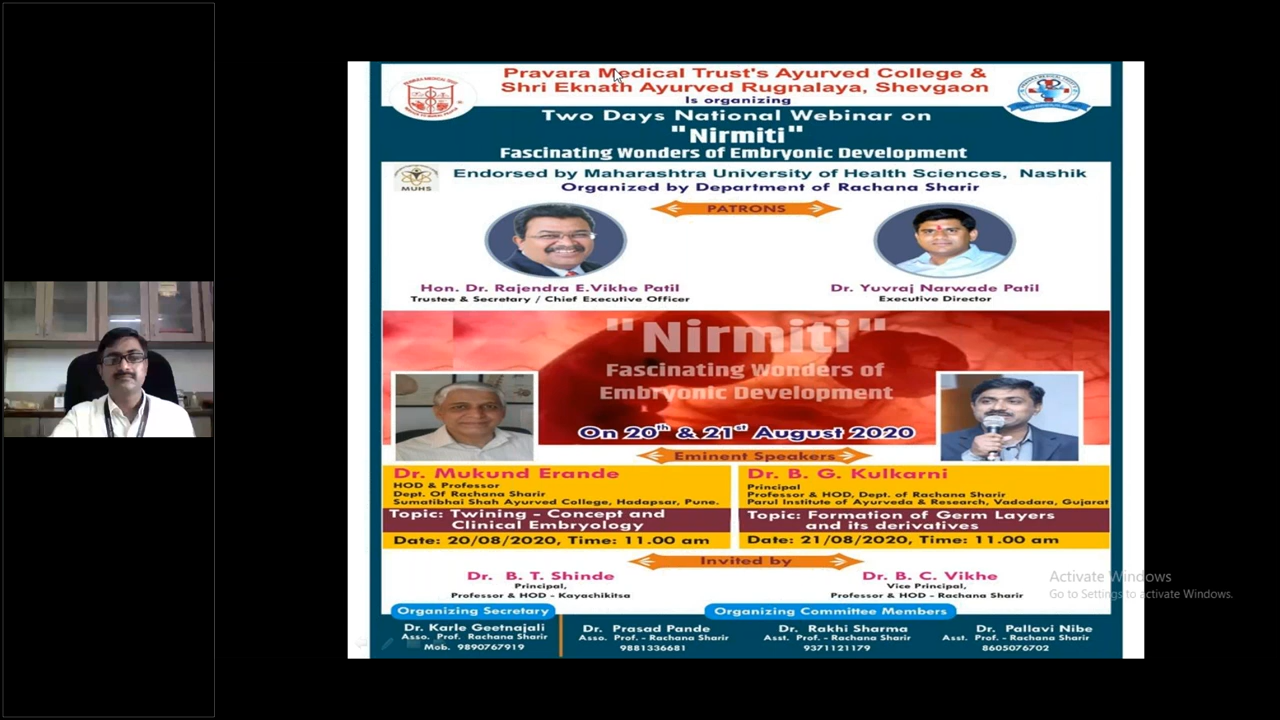 Pravara Medical Trust's Ayurved College &
Shri Eknath Ayurved Rugnalaya, Shevgaon
Is organizing
Two Days National Webinar on
"Nirmiti"
Fascinating Wonders of Embryonic Development
MUHS
Endorsed by Maharashtra University of Health Sciences, Nashik
Organized by Department of Rachana Sharir
PATRONS
Hon. Dr. Rajendra E.Vikhe Patil
Trustee & Secretary / Chief Executive Officer
Dr. Yuvraj Narwade Patil
Executive Director
"Nirmiti"
Fascinating Wonders of
Embryonic Development
On 20th & 21st August 2020
Eminent Speakers
Dr. Mukund Erande
HOD & Professor
Dept. Of Rachana Sharir
Sumatibhai Shah Ayurved College, Hadapsar, Pune.
Topic: Twining - Concept and
Clinical Embryology
Date: 20/08/2020, Time: 11.00 am
Dr. B. G. Kulkarni
Principal
Professor & HOD, Dept. of Rachana Sharir
Parul Institute of Ayurveda & Research, Vadodara, Gujarat
Topic: Formation of Germ Layers
and its derivatives
Date: 21/08/2020, Time: 11.00 am
Invited by
Dr. B. T. Shinde
Principal,
Professor & HOD - Kayachikitsa
Dr. B. C. Vikhe
Vice Principal,
Professor & HOD - Rachana Sharir
Organizing Secretary
Dr. Karle Geetnajali
Asso. Prof. Rachana Sharir
Mob. 9890767919
Organizing Committee Members
Dr. Prasad Pande
Asso. Prof. - Rachana Sharir
9881336681
Dr. Rakhi Sharma
Asst. Prof. - Rachana Sharir
9371121179
Dr. Pallavi Nibe
Asst. Prof. - Rachana Sharir
8605076702
Activate Windows
Go to Settings to activate Windows.